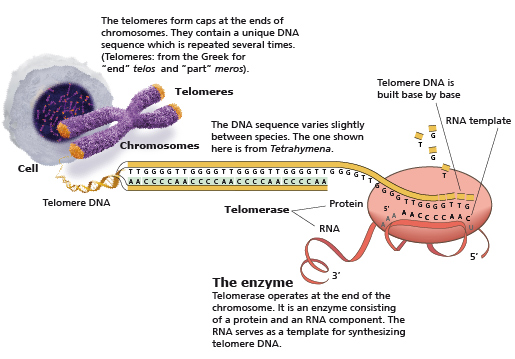 The telomeres form caps at the ends of
chromosomes. They contain a unique DNA
sequence which is repeated several times.
(Telomeres: from the Greek for
"end" telos and "part" meros).
Telomeres
Chromosomes
Cell
Telomere DNA
The DNA sequence varies slightly
between species. The one shown
here is from Tetrahymena.
Telomere DNA is
built base by base
RNA template
T
G
G
T
T T G G G G T T G G G G T T G G G G T T G G G G T T G G G G T T G G G G T T G
A A C C C C A A C C C C A A C C C C A A C C C C A A
5'
A A A A A C C C C A A C U
Telomerase
Protein
RNA
3'
5'
The enzyme
Telomerase operates at the end of the
chromosome. It is an enzyme consisting
of a protein and an RNA component. The
RNA serves as a template for synthesizing
telomere DNA.